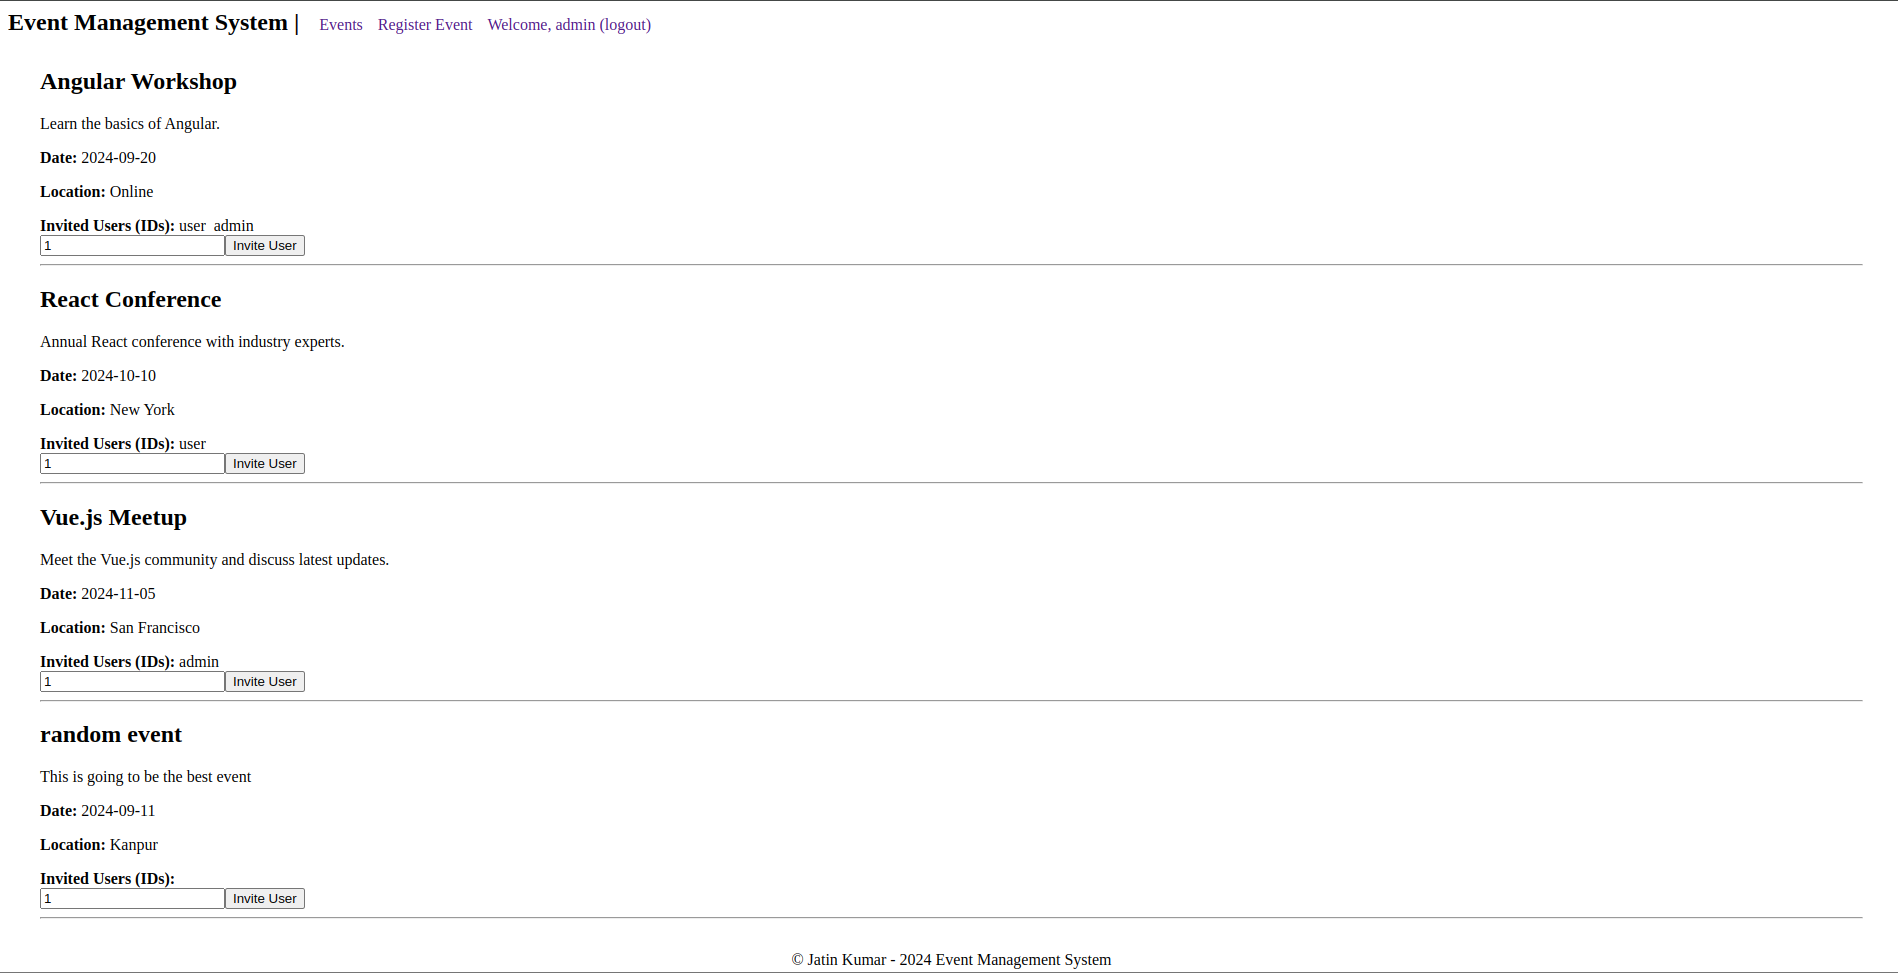 Event Management System | Events Register Event Welcome, admin (logout)
Angular Workshop
Learn the basics of Angular.
Date: 2024-09-20
Location: Online
Invited Users (IDs): user admin
1 Invite User
React Conference
Annual React conference with industry experts.
Date: 2024-10-10
Location: New York
Invited Users (IDs): user
1 Invite User
Vue.js Meetup
Meet the Vue.js community and discuss latest updates.
Date: 2024-11-05
Location: San Francisco
Invited Users (IDs): admin
1 Invite User
random event
This is going to be the best event
Date: 2024-09-11
Location: Kanpur
Invited Users (IDs):
1 Invite User
© Jatin Kumar - 2024 Event Management System